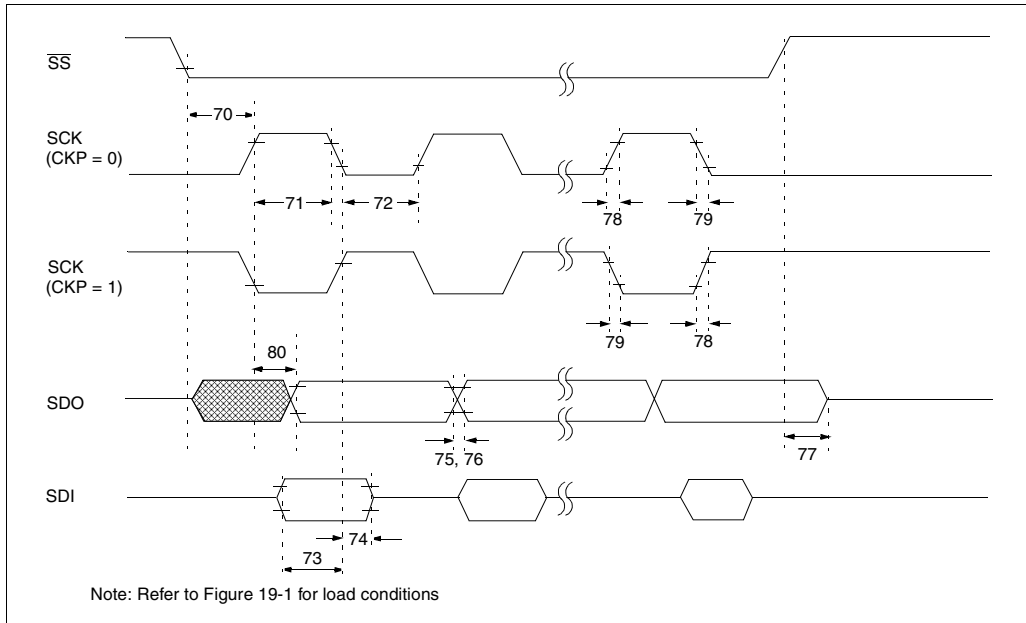 SS
70
SCK
(CKP = 0)
71
72
78
79
SCK
(CKP = 1)
79
78
80
SDO
75, 76
77
SDI
74
73
Note: Refer to Figure 19-1 for load conditions